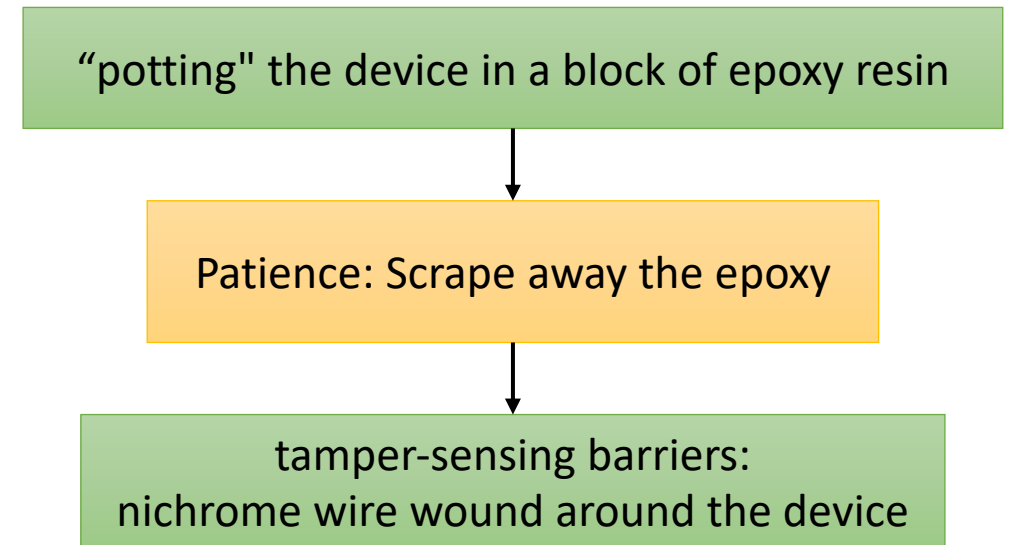 “potting" the device in a block of epoxy resin
Patience: Scrape away the epoxy
tamper-sensing barriers:
nichrome wire wound around the device